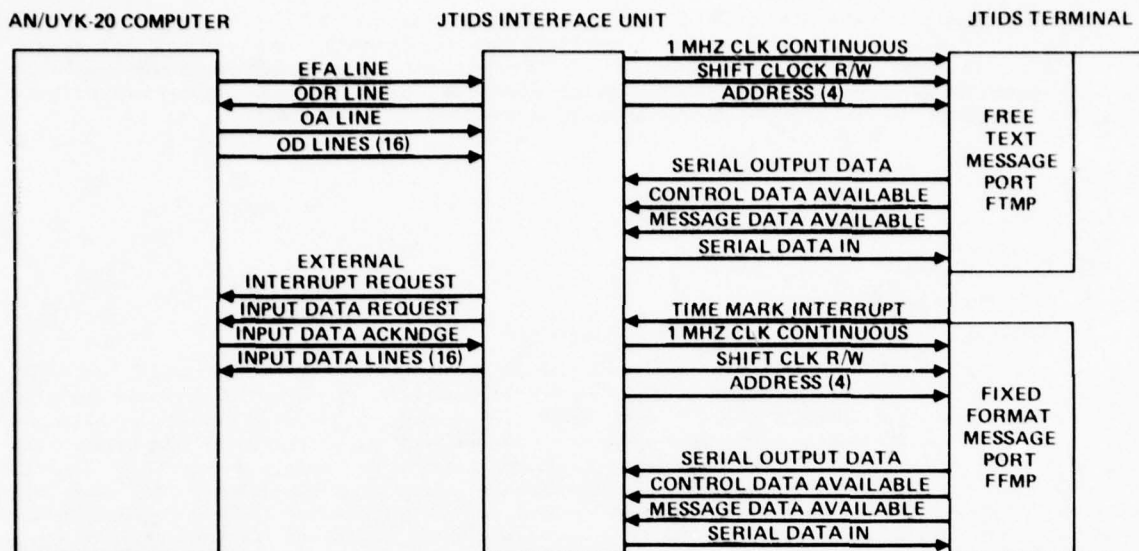 AN/UYK-20 COMPUTER
JTIDS INTERFACE UNIT
JTIDS TERMINAL
EFA LINE
ODR LINE
OA LINE
OD LINES (16)
EXTERNAL
INTERRUPT REQUEST
INPUT DATA REQUEST
INPUT DATA ACKNDGE
INPUT DATA LINES (16)
1 MHZ CLK CONTINUOUS
SHIFT CLOCK R/W
ADDRESS (4)
SERIAL OUTPUT DATA
CONTROL DATA AVAILABLE
MESSAGE DATA AVAILABLE
SERIAL DATA IN
TIME MARK INTERRUPT
1 MHZ CLK CONTINUOUS
SHIFT CLK R/W
ADDRESS (4)
SERIAL OUTPUT DATA
CONTROL DATA AVAILABLE
MESSAGE DATA AVAILABLE
SERIAL DATA IN
FREE
TEXT
MESSAGE
PORT
FTMP
FIXED
FORMAT
MESSAGE
PORT
FFMP